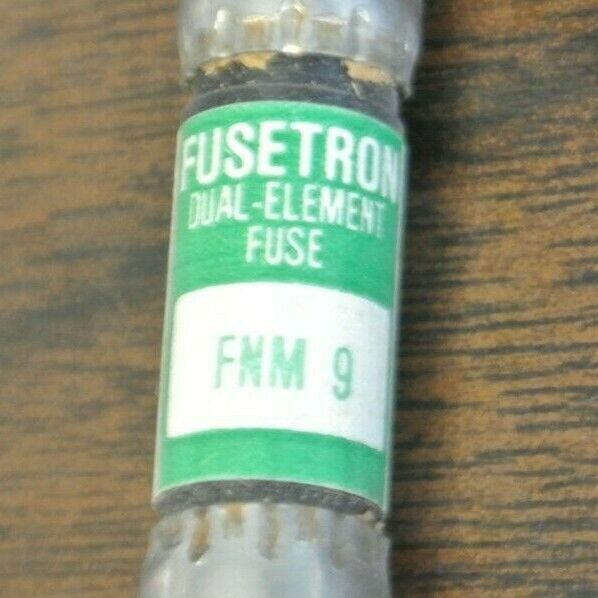 FUSETRON
DUAL-ELEMENT
FUSE
FNM 9